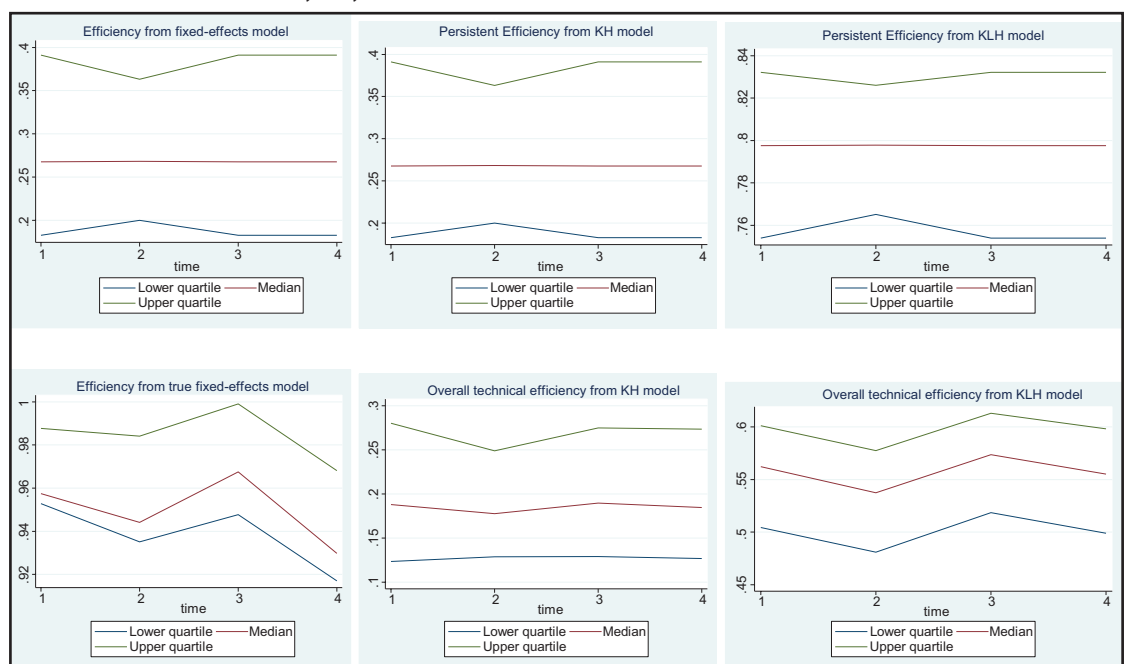 Efficiency from fixed-effects model
.4
.35
.3
.25
.2
1 2 3 4
time
Lower quartile Median
Upper quartile
Persistent Efficiency from KH model
.4
.35
.3
.25
.2
1 2 3 4
time
Lower quartile Median
Upper quartile
Persistent Efficiency from KLH model
.84
.82
.8
.78
.76
1 2 3 4
time
Lower quartile Median
Upper quartile
Efficiency from true fixed-effects model
1
.98
.96
.94
.92
1 2 3 4
time
Lower quartile Median
Upper quartile
Overall technical efficiency from KH model
.3
.25
.2
.15
.1
1 2 3 4
time
Lower quartile Median
Upper quartile
Overall technical efficiency from KLH model
.6
.55
.5
.45
1 2 3 4
time
Lower quartile Median
Upper quartile